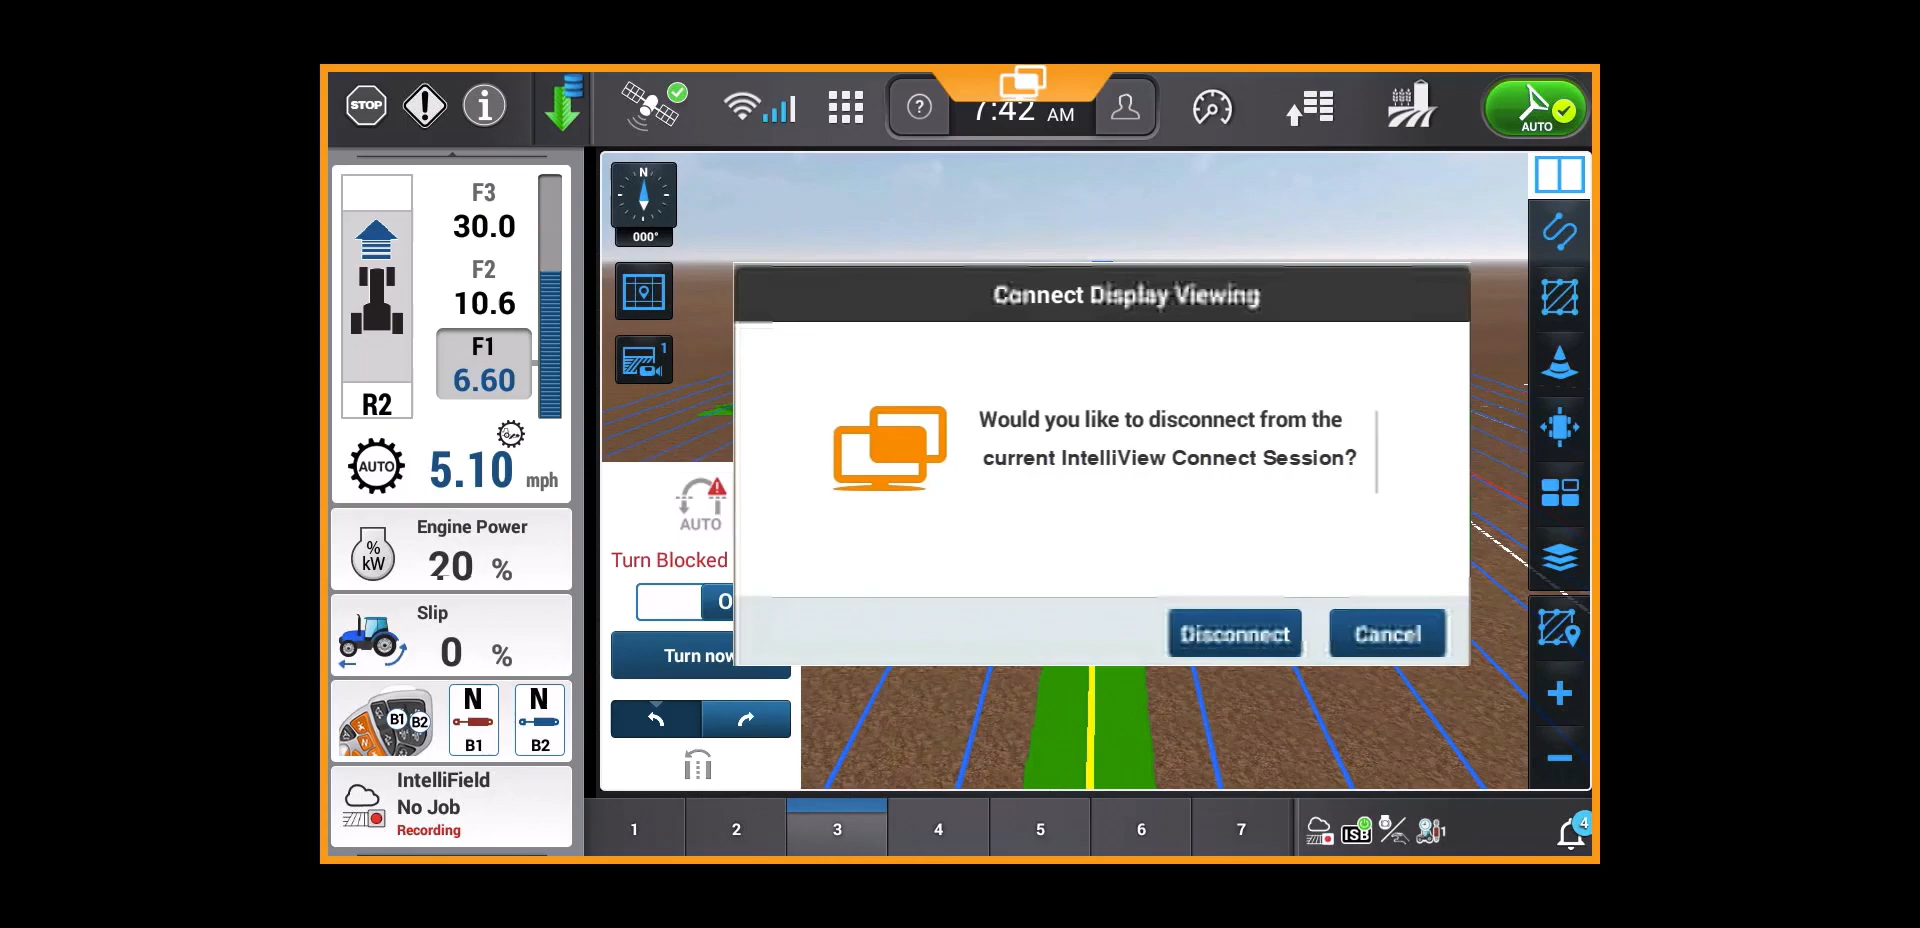 STOP
7:42 AM
AUTO
F3
30.0
F2
10.6
F1
6.60
R2
AUTO
5.10 mph
Engine Power
% kW
20 %
Slip
0 %
B1 B2
N
B1
N
B2
IntelliField
No Job
Recording
N
000°
1
AUTO
Turn Blocked
O
Turn now
Connect Display Viewing
Would you like to disconnect from the
current IntelliView Connect Session?
Disconnect
Cancel
1
2
3
4
5
6
7
ISB
1
4